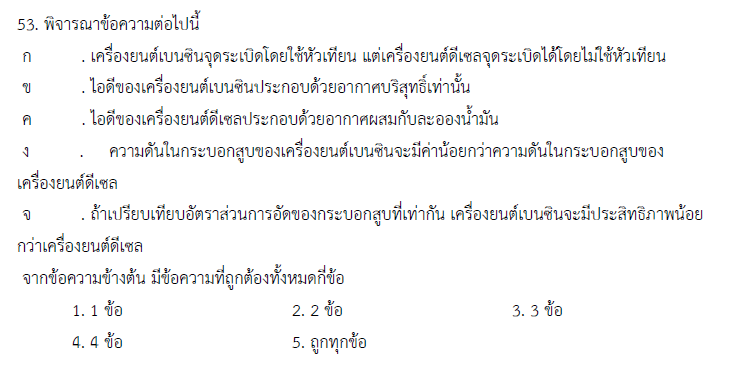 53. พิจารณาข้อความต่อไปนี้
ก . เครื่องยนต์เบนซินจุดระเบิดโดยใช้หัวเทียน แต่เครื่องยนต์ดีเซลจุดระเบิดได้โดยไม่ใช้หัวเทียน
ข . ไอดีของเครื่องยนต์เบนซินประกอบด้วยอากาศบริสุทธิ์เท่านั้น
ค . ไอดีของเครื่องยนต์ดีเซลประกอบด้วยอากาศผสมกับละอองน้ำมัน
ง . ความดันในกระบอกสูบของเครื่องยนต์เบนซินจะมีค่าน้อยกว่าความดันในกระบอกสูบของ
เครื่องยนต์ดีเซล
จ . ถ้าเปรียบเทียบอัตราส่วนการอัดของกระบอกสูบที่เท่ากัน เครื่องยนต์เบนซินจะมีประสิทธิภาพน้อย
กว่าเครื่องยนต์ดีเซล
จากข้อความข้างต้น มีข้อความที่ถูกต้องทั้งหมดกี่ข้อ
1. 1 ข้อ 2. 2 ข้อ 3. 3 ข้อ
4. 4 ข้อ 5. ถูกทุกข้อ